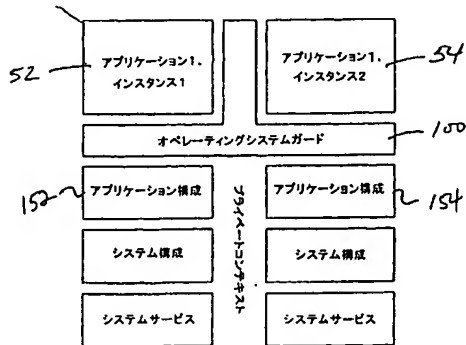 アプリケーション1、
インスタンス1
アプリケーション1、
インスタンス2
52
54
オペレーティングシステムガード
100
152
アプリケーション構成
プライベートコンテキスト
アプリケーション構成
154
システム構成
システム構成
システムサービス
システムサービス